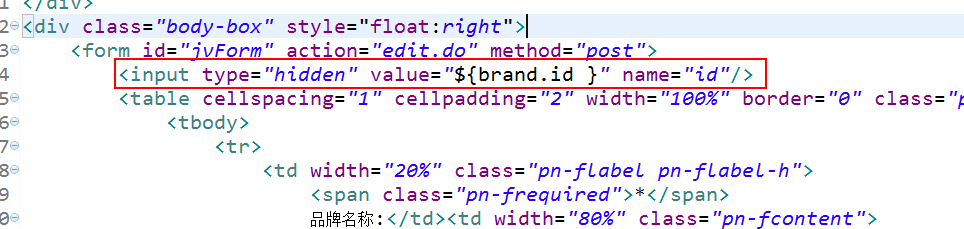 </div>
2 <div class="body-box" style="float:right">
3 <form id="jvForm" action="edit.do" method="post">
4 <input type="hidden" value="${brand.id }" name="id"/>
5 <table cellspacing="1" cellpadding="2" width="100%" border="0" class="p
6 <tbody>
7 <tr>
8 <td width="20%" class="pn-flabel pn-flabel-h">
9 <span class="pn-frequired">*</span>
0 品牌名称:</td><td width="80%" class="pn-fcontent">